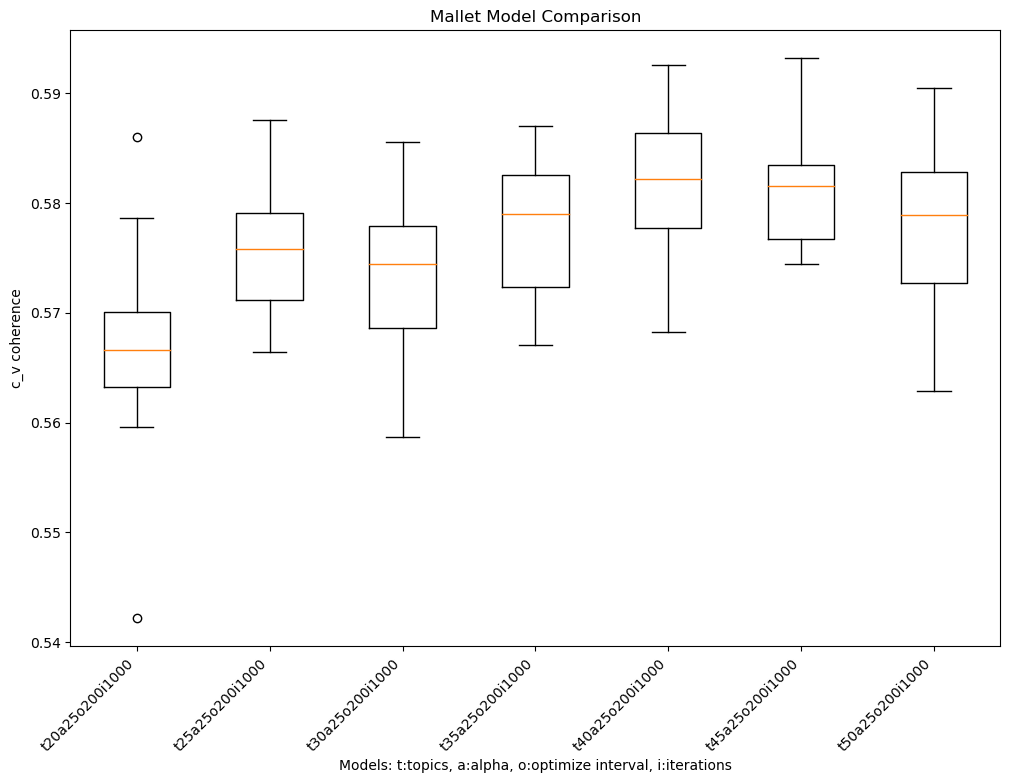 Mallet Model Comparison
c_v coherence
0.59
0.58
0.57
0.56
0.55
0.54
t20a25o200i1000
t25a25o200i1000
t30a25o200i1000
t35a25o200i1000
t40a25o200i1000
t45a25o200i1000
t50a25o200i1000
Models: t:topics, a:alpha, o:optimize interval, i:iterations